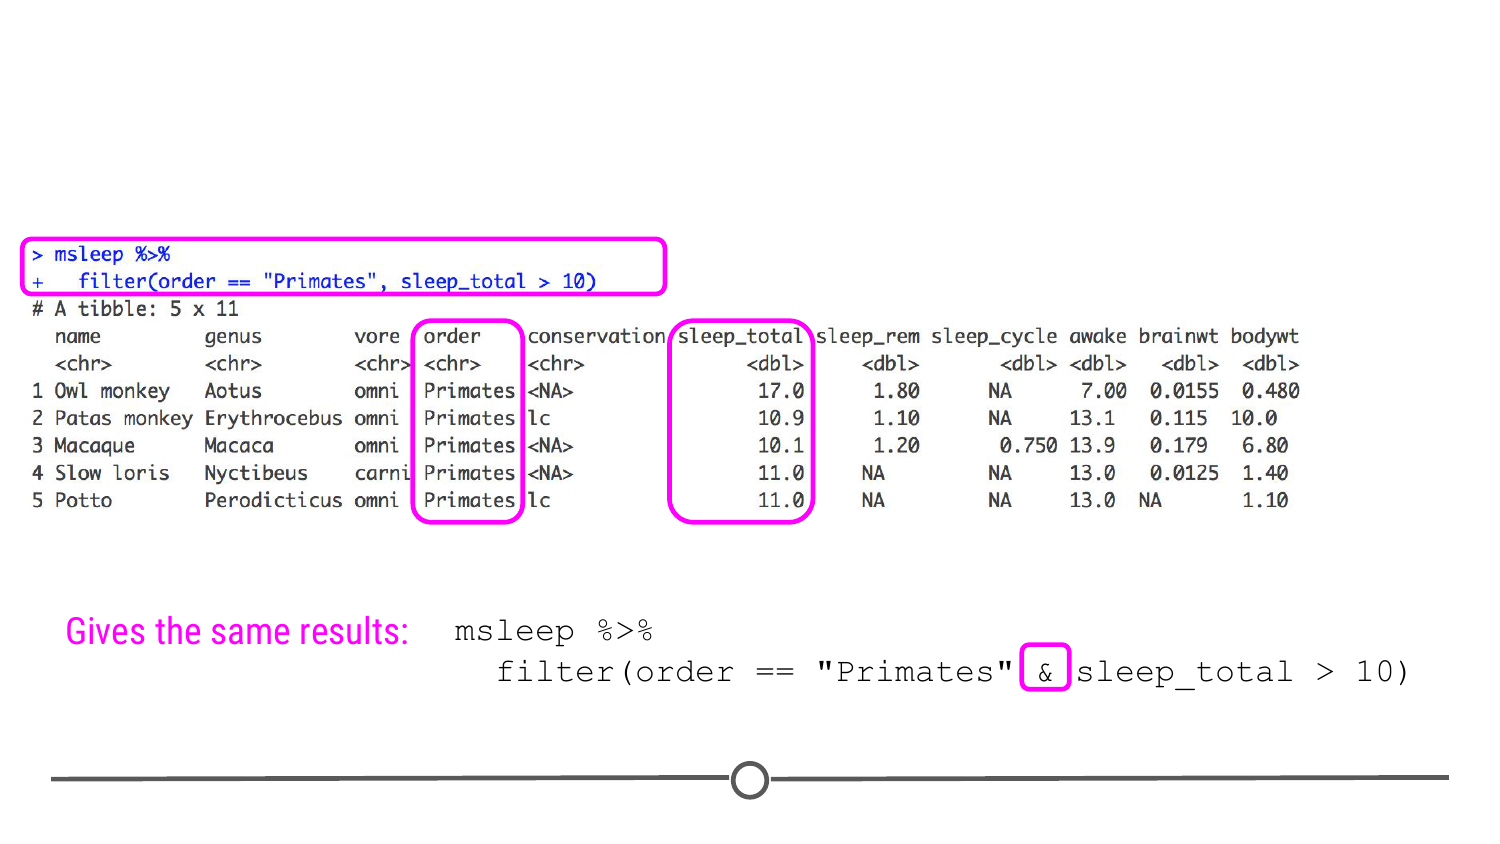 > msleep %>%
+   filter(order == "Primates", sleep_total > 10)
# A tibble: 5 x 11
  name         genus        vore  order    conservation sleep_total sleep_rem sleep_cycle awake brainwt bodywt
  <chr>        <chr>        <chr> <chr>    <chr>              <dbl>     <dbl>       <dbl> <dbl>   <dbl>  <dbl>
1 Owl monkey   Aotus        omni  Primates <NA>                17.0      1.80      NA      7.00  0.0155  0.480
2 Patas monkey Erythrocebus omni  Primates lc                  10.9      1.10      NA     13.1   0.115  10.0
3 Macaque      Macaca       omni  Primates <NA>                10.1      1.20       0.750 13.9   0.179   6.80
4 Slow loris   Nyctibeus    carni Primates <NA>                11.0     NA         NA     13.0   0.0125  1.40
5 Potto        Perodicticus omni  Primates lc                  11.0     NA         NA     13.0  NA       1.10
Gives the same results: msleep %>%
filter(order == "Primates" & sleep_total > 10)